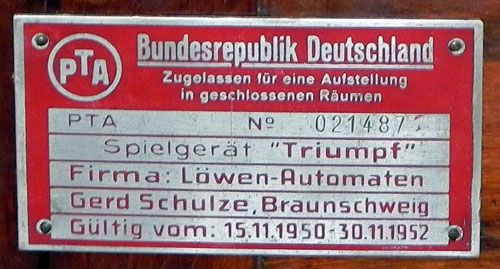 PTA
Bundesrepublik Deutschland
Zugelassen für eine Aufstellung
in geschlossenen Räumen
PTA Nº 021487
Spielgerät "Triumpf"
Firma: Löwen-Automaten
Gerd Schulze, Braunschweig
Gültig vom: 15.11.1950-30.11.1952